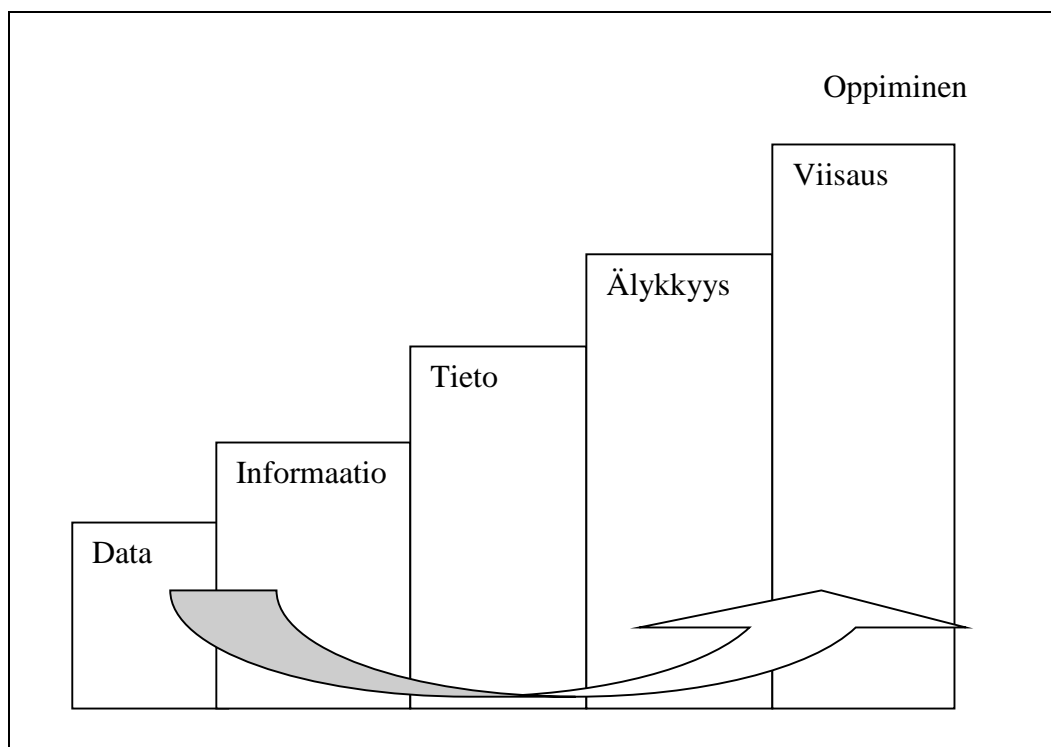 Oppiminen
Viisaus
Älykkyys
Tieto
Informaatio
Data